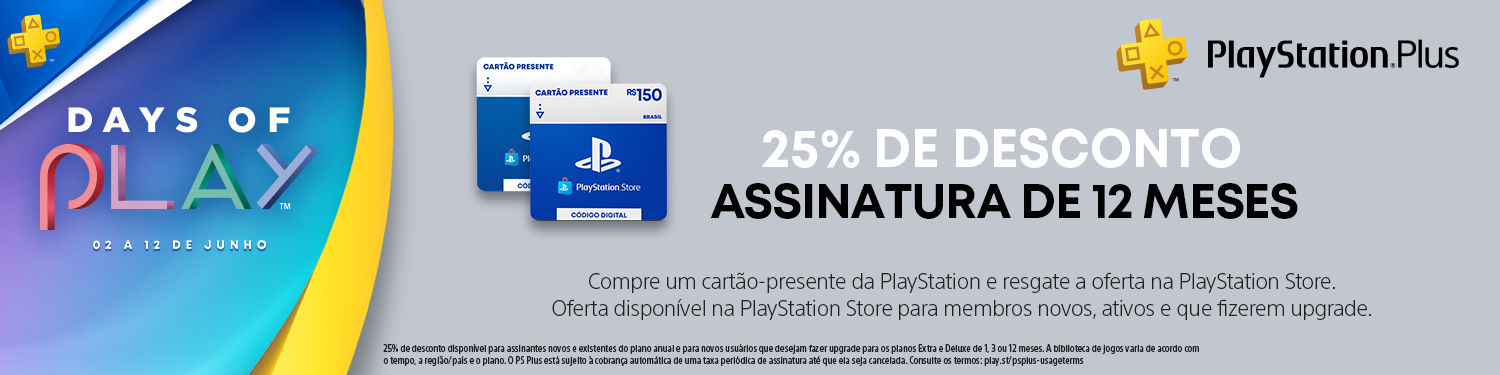 DAYS OF
PLAY™
02 A 12 DE JUNHO
CARTÃO PRESENTE
CARTÃO PRESENTE R$150
BRASIL
PlayStation.Store
CÓDIGO DIGITAL
PlayStation.Plus
25% DE DESCONTO
ASSINATURA DE 12 MESES
Compre um cartão-presente da PlayStation e resgate a oferta na PlayStation Store.
Oferta disponível na PlayStation Store para membros novos, ativos e que fizerem upgrade.
25% de desconto disponível para assinantes novos e existentes do plano anual e para novos usuários que desejam fazer upgrade para os planos Extra e Deluxe de 1, 3 ou 12 meses. A biblioteca de jogos varia de acordo com
o tempo, a região/país e o plano. O PS Plus está sujeito à cobrança automática de uma taxa periódica de assinatura até que ela seja cancelada. Consulte os termos: play.st/psplus-usageterms